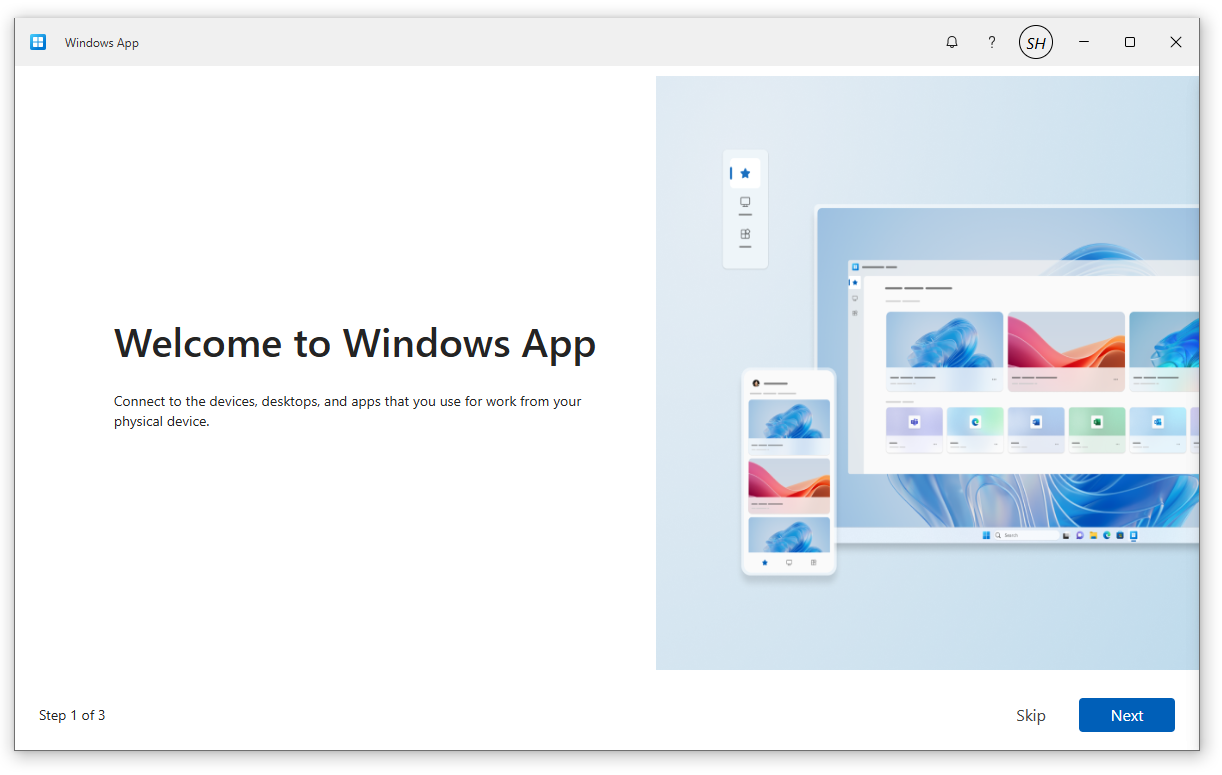 Windows App
?
SH
Welcome to Windows App
Connect to the devices, desktops, and apps that you use for work from your
physical device.
Search
Step 1 of 3
Skip
Next